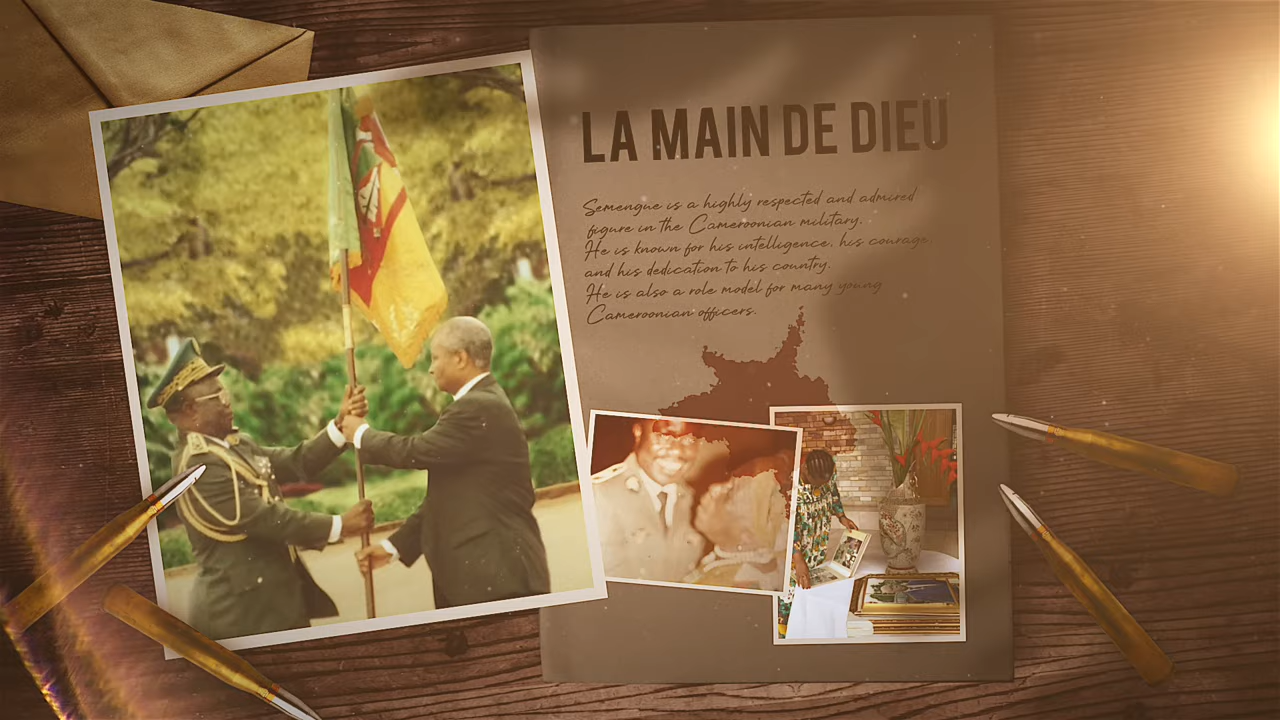 LA MAIN DE DIEU
Semengue is a highly respected and admired
figure in the Cameroonian military.
He is known for his intelligence, his courage,
and his dedication to his country.
He is also a role model for many young
Cameroonian officers.